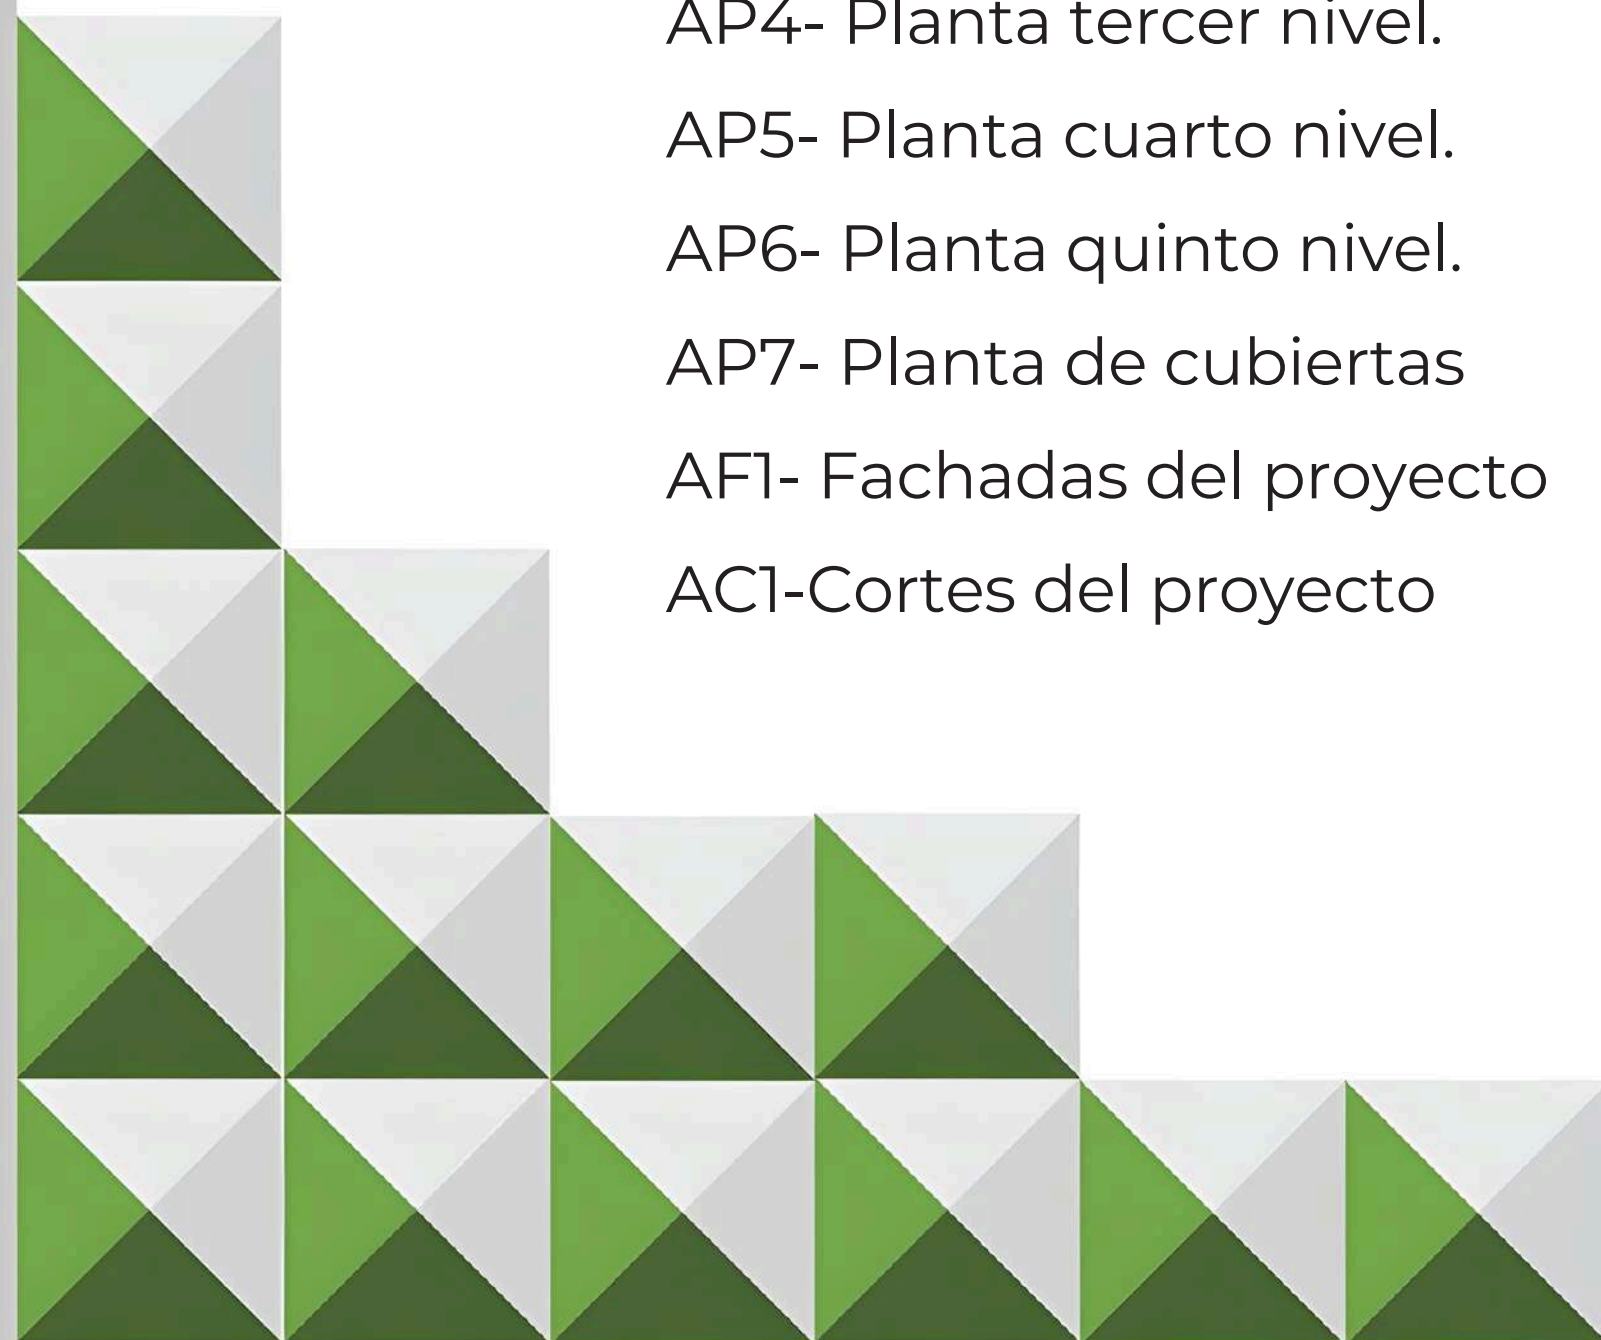 AP4- Planta tercer nivel.
AP5- Planta cuarto nivel.
AP6- Planta quinto nivel.
AP7- Planta de cubiertas
AF1- Fachadas del proyecto
AC1-Cortes del proyecto